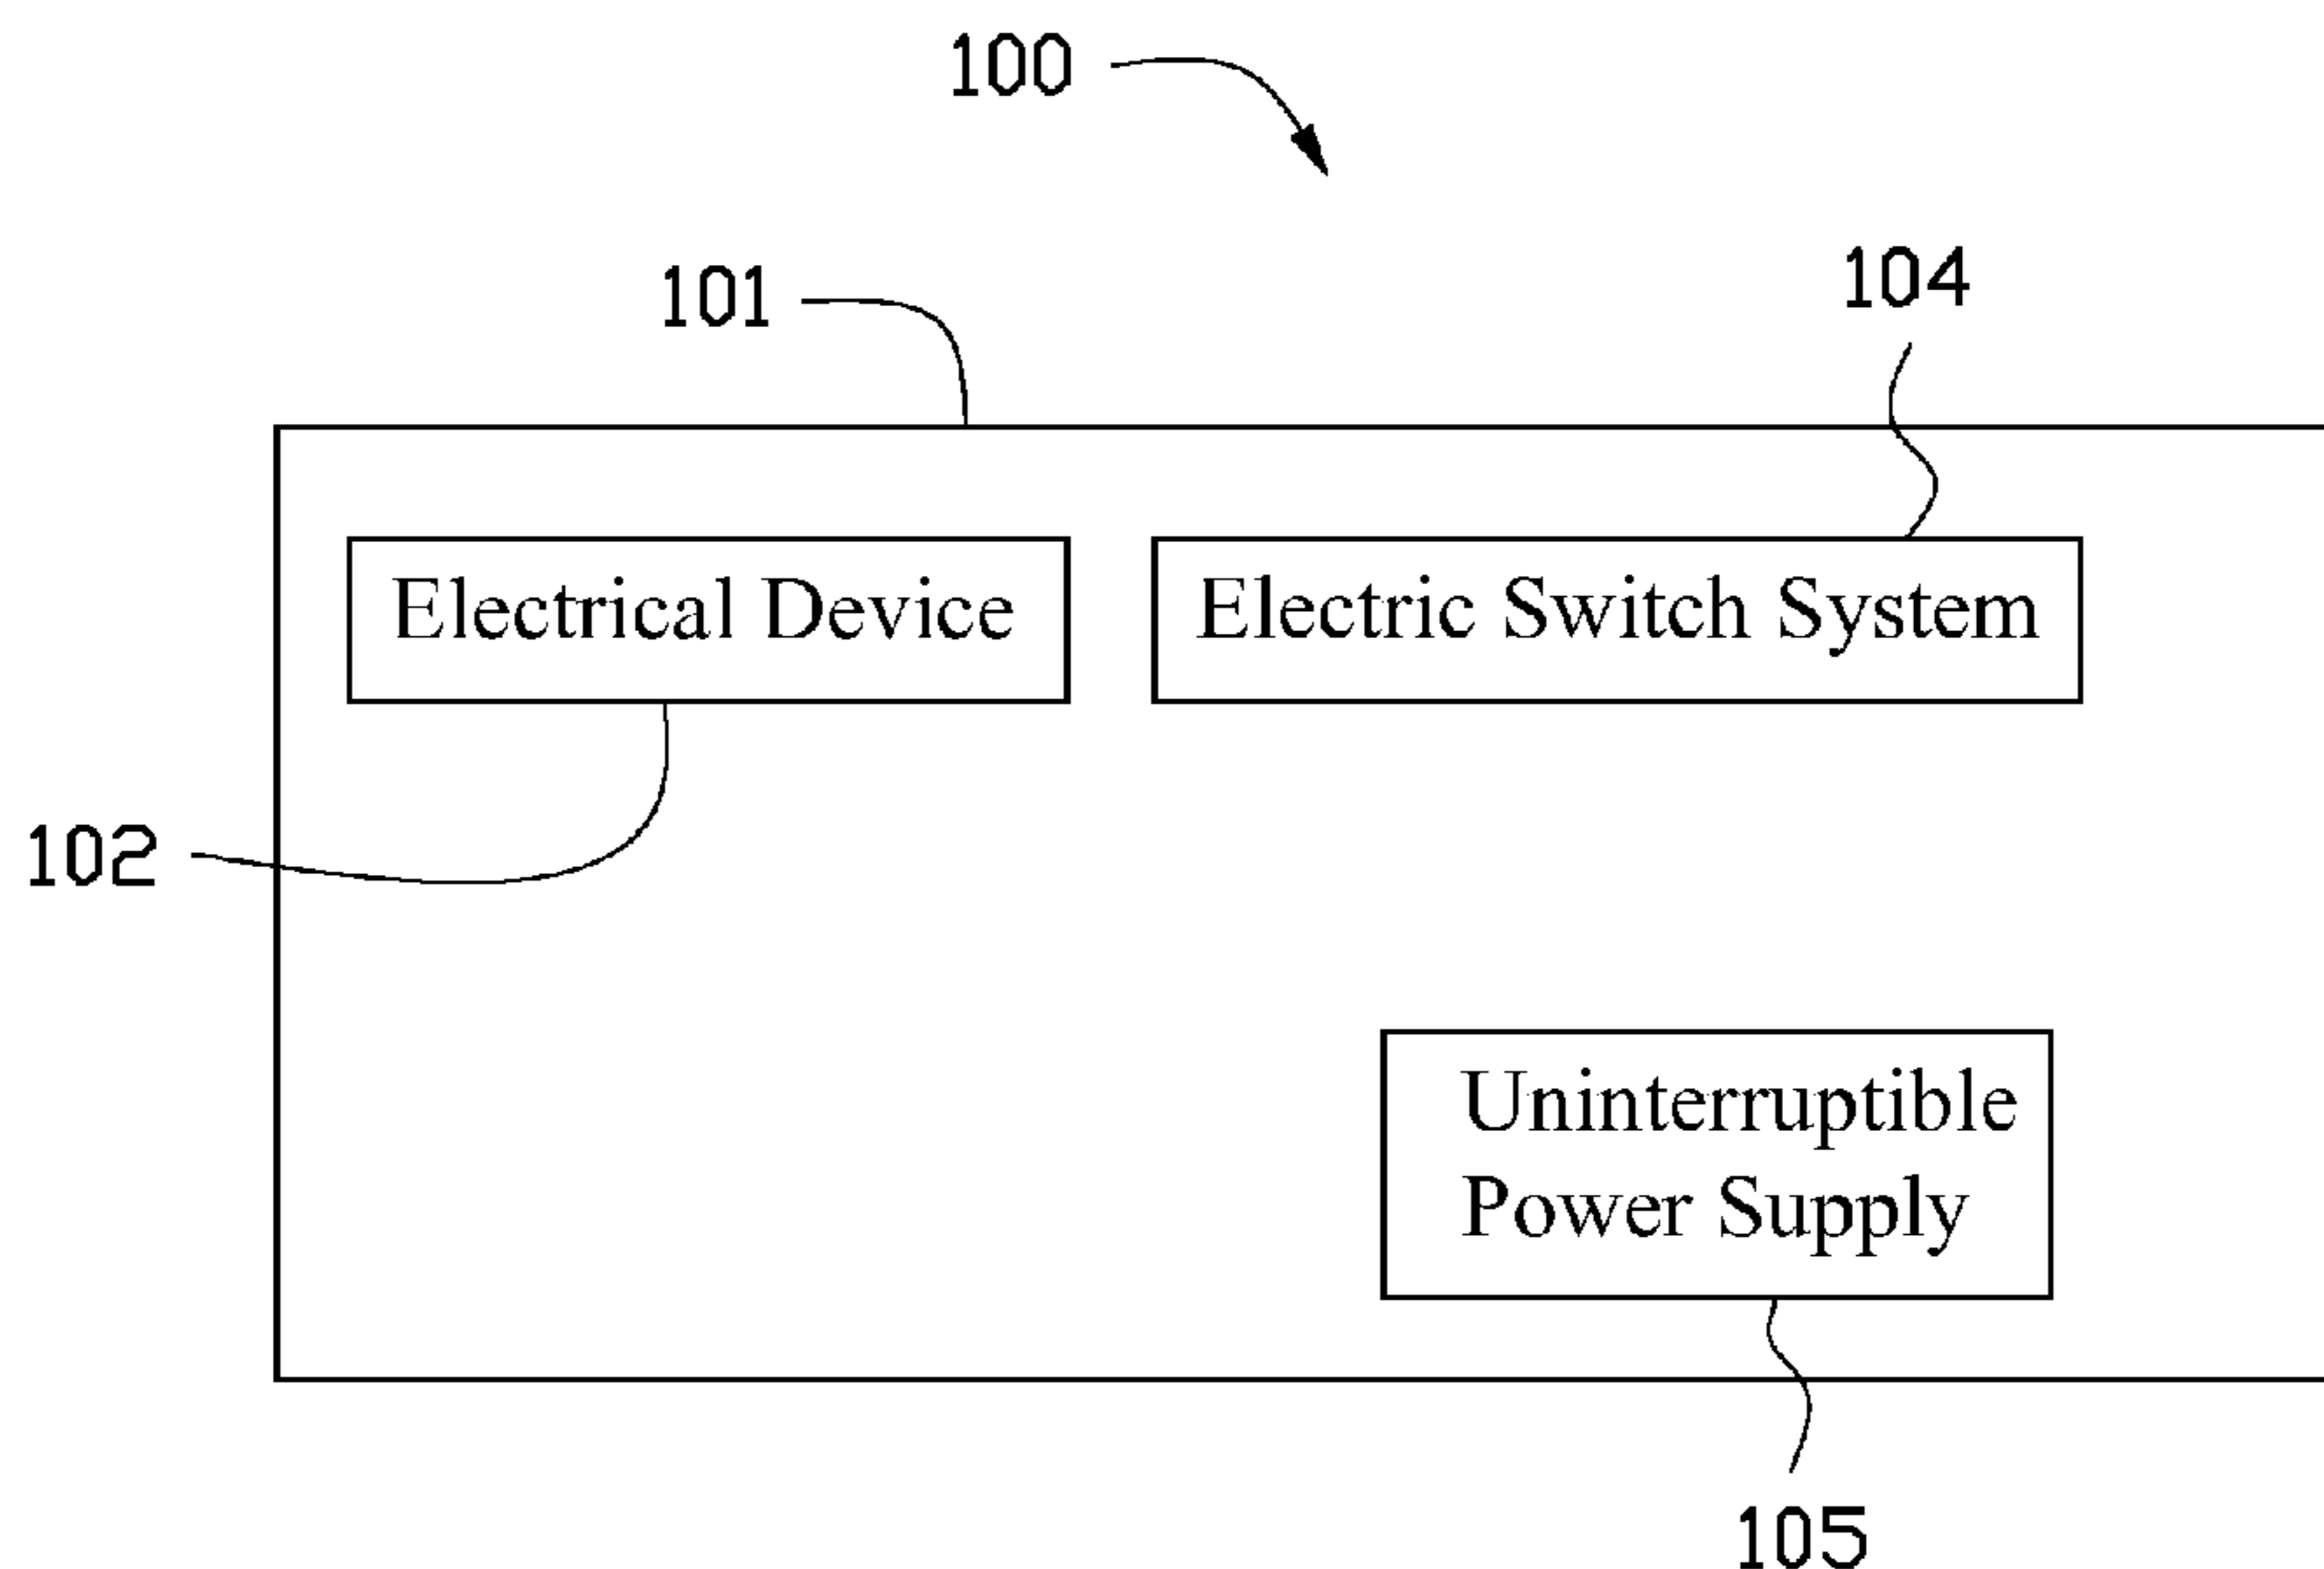 100
101
104
Electrical Device
Electric Switch System
102
Uninterruptible
Power Supply
105